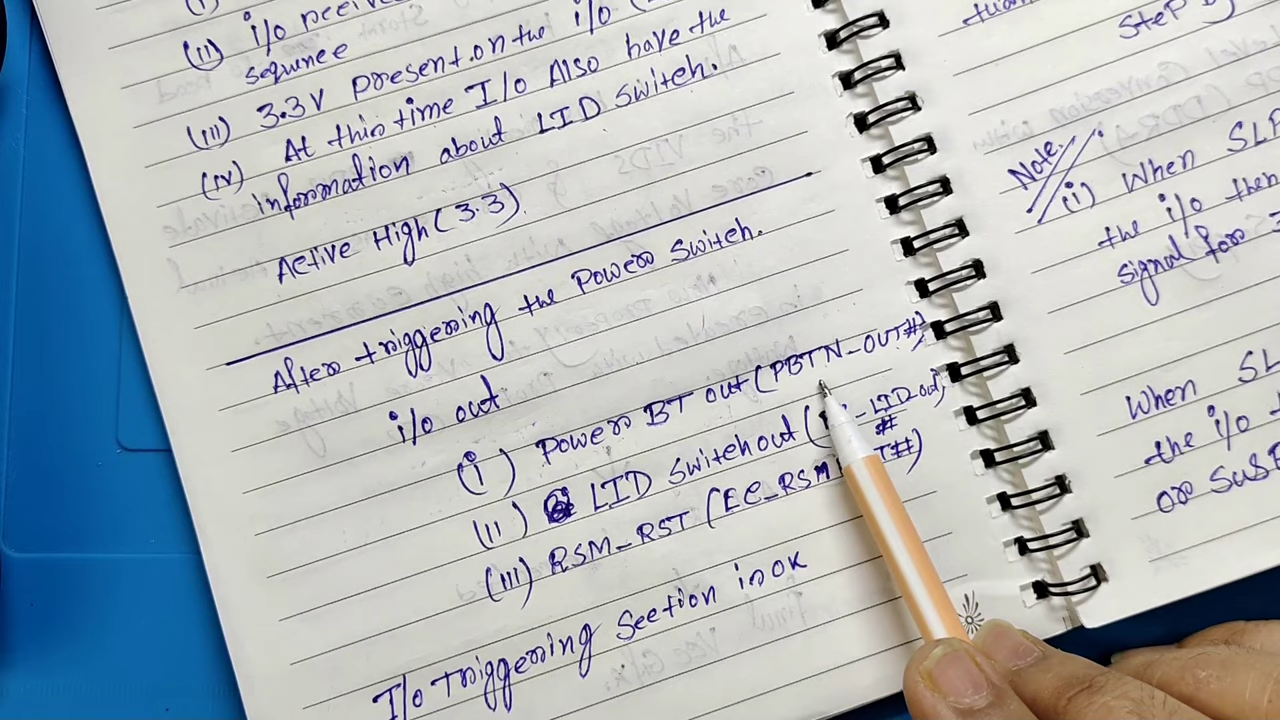 (ii) i/o
sequnee
(III) 3.3V present.on the i/o
(IV) At this time I/o Also have the
information about LID Switch.
Active High (3.3)
After triggering the Power Switch.
i/o out
(i) Power BT out (PBTN-OUT#)
(II) LID Switch out ( -LID out)
#
(III) RSM-RST (EC-RSM T#)
I/o triggering Section is ok
Step
Note
(i) When SLP
the i/o then
signal for
When SL
the i/o
or SUS